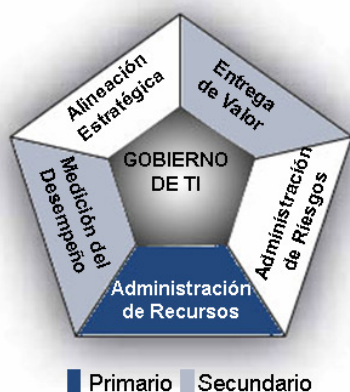 Alineación
Estratégica
Entrega
de Valor
GOBIERNO
DE TI
Medición del
Desempeño
Administración
de Riesgos
Administración
de Recursos
Primario
Secundario